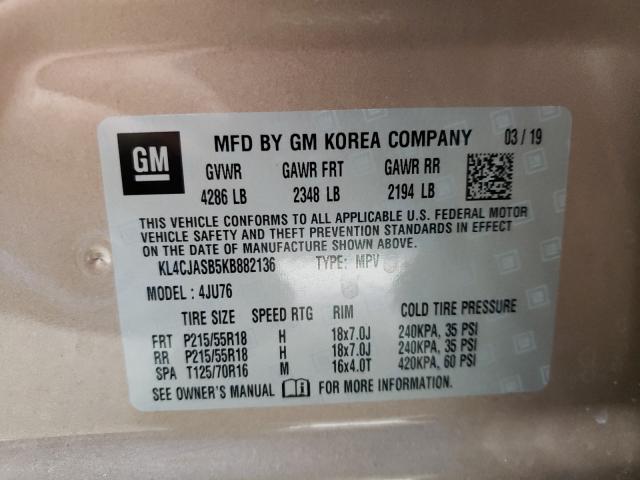 GM MFD BY GM KOREA COMPANY 03 / 19
GVWR GAWR FRT GAWR RR
4286 LB 2348 LB 2194 LB
THIS VEHICLE CONFORMS TO ALL APPLICABLE U.S. FEDERAL MOTOR
VEHICLE SAFETY AND THEFT PREVENTION STANDARDS IN EFFECT
ON THE DATE OF MANUFACTURE SHOWN ABOVE.
KL4CJASB5KB882136 TYPE: MPV
MODEL : 4JU76
TIRE SIZE SPEED RTG RIM COLD TIRE PRESSURE
FRT P215/55R18 H 18x7.0J 240KPA, 35 PSI
RR P215/55R18 H 18x7.0J 240KPA, 35 PSI
SPA T125/70R16 M 16x4.0T 420KPA, 60 PSI
SEE OWNER'S MANUAL FOR MORE INFORMATION.